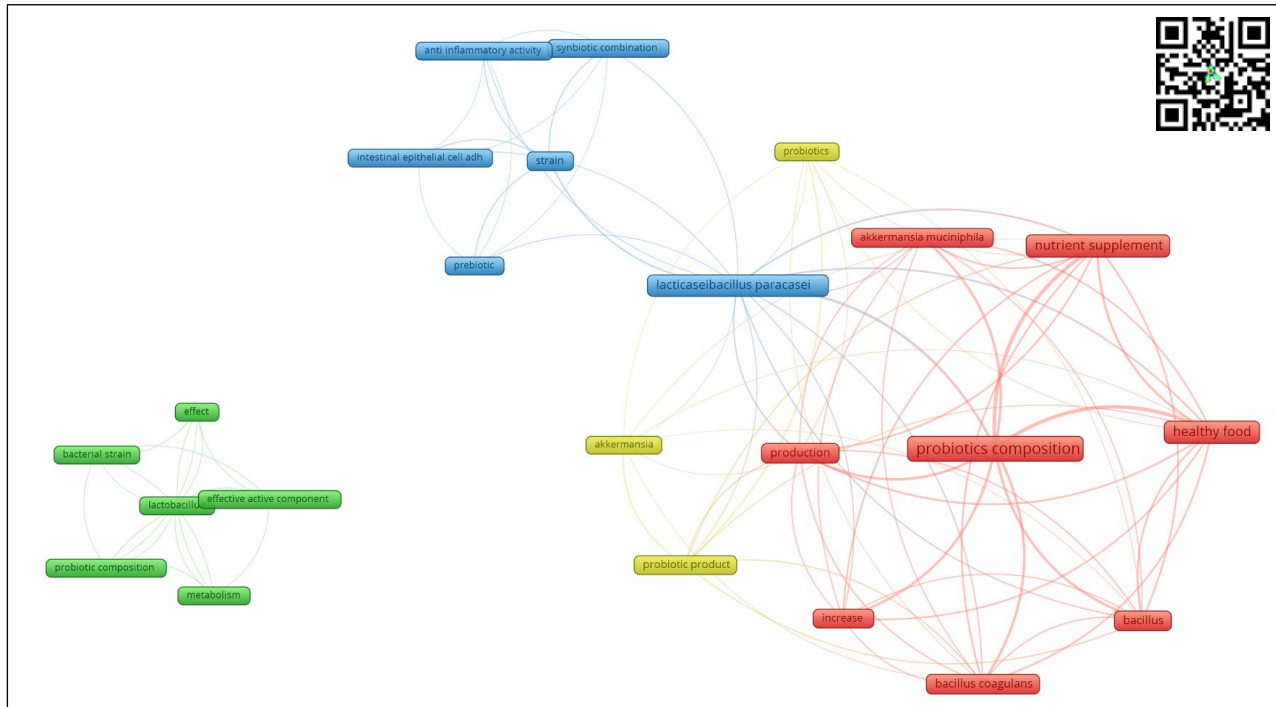 anti inflammatory activity
synbiotic combination
probiotics
intestinal epithelial cell adh
strain
akkermansia muciniphila
nutrient supplement
prebiotic
lacticaseibacillus paracasei
effect
healthy food
akkermansia
production
probiotics composition
bacterial strain
effective active component
lactobacillus
probiotic composition
probiotic product
metabolism
increase
bacillus
bacillus coagulans